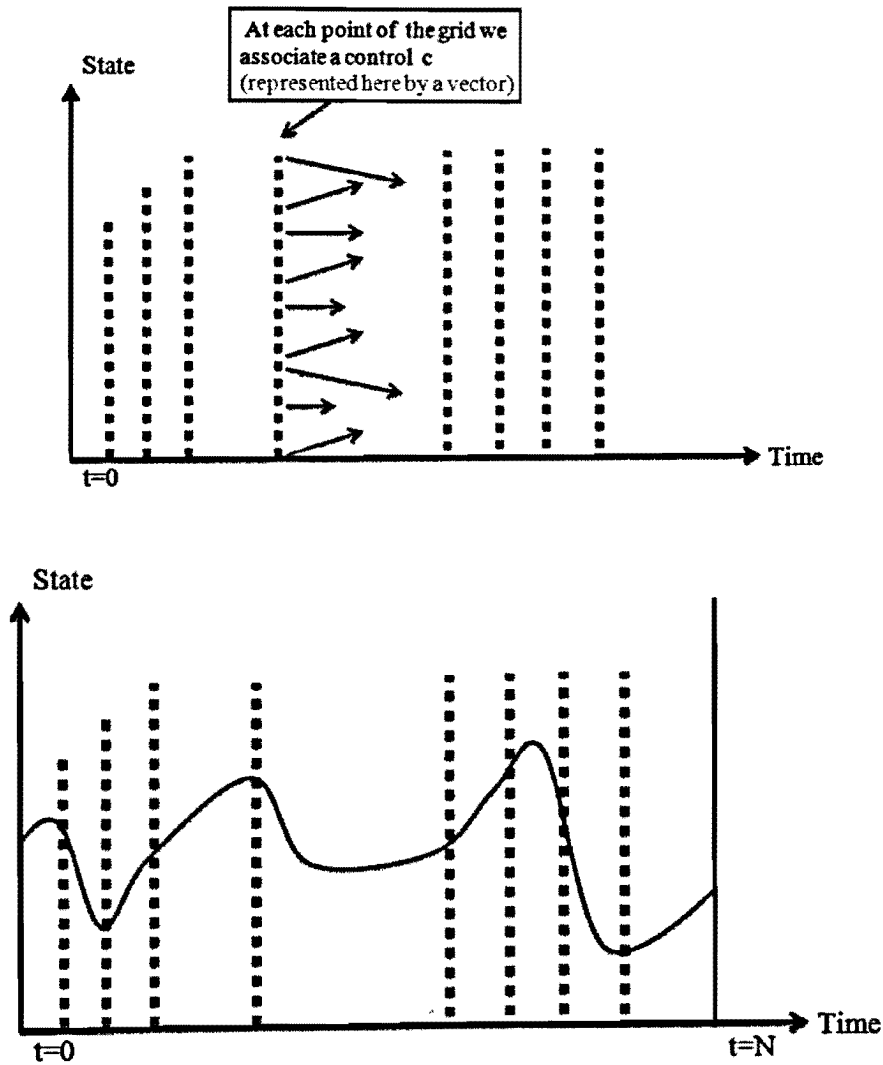 At each point of the grid we
associate a control c
(represented here by a vector)
State
Time
t=0
State
Time
t=0
t=N